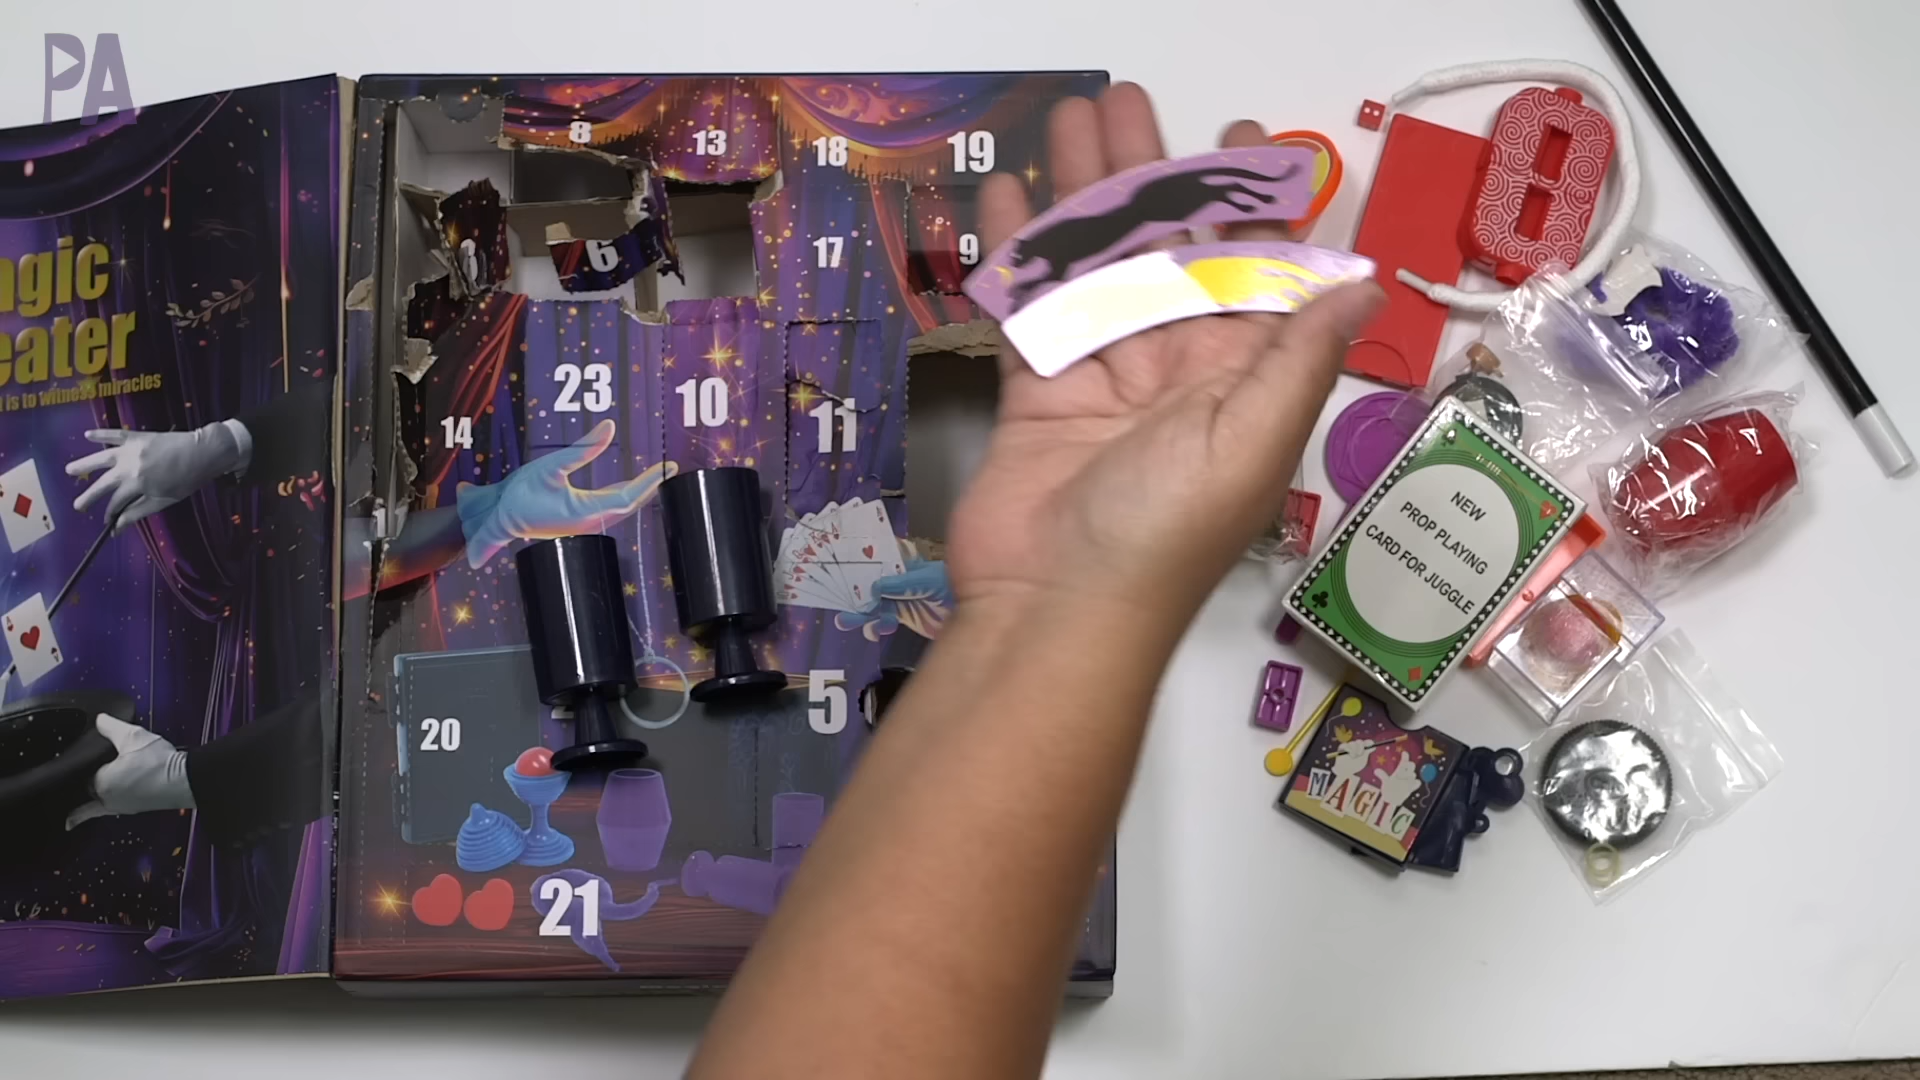 PA
agic
eater
t is to witness miracles
8
13
18
19
6
17
9
23
10
11
14
5
20
21
NEW
PROP PLAYING
CARD FOR JUGGLE
MAGIC